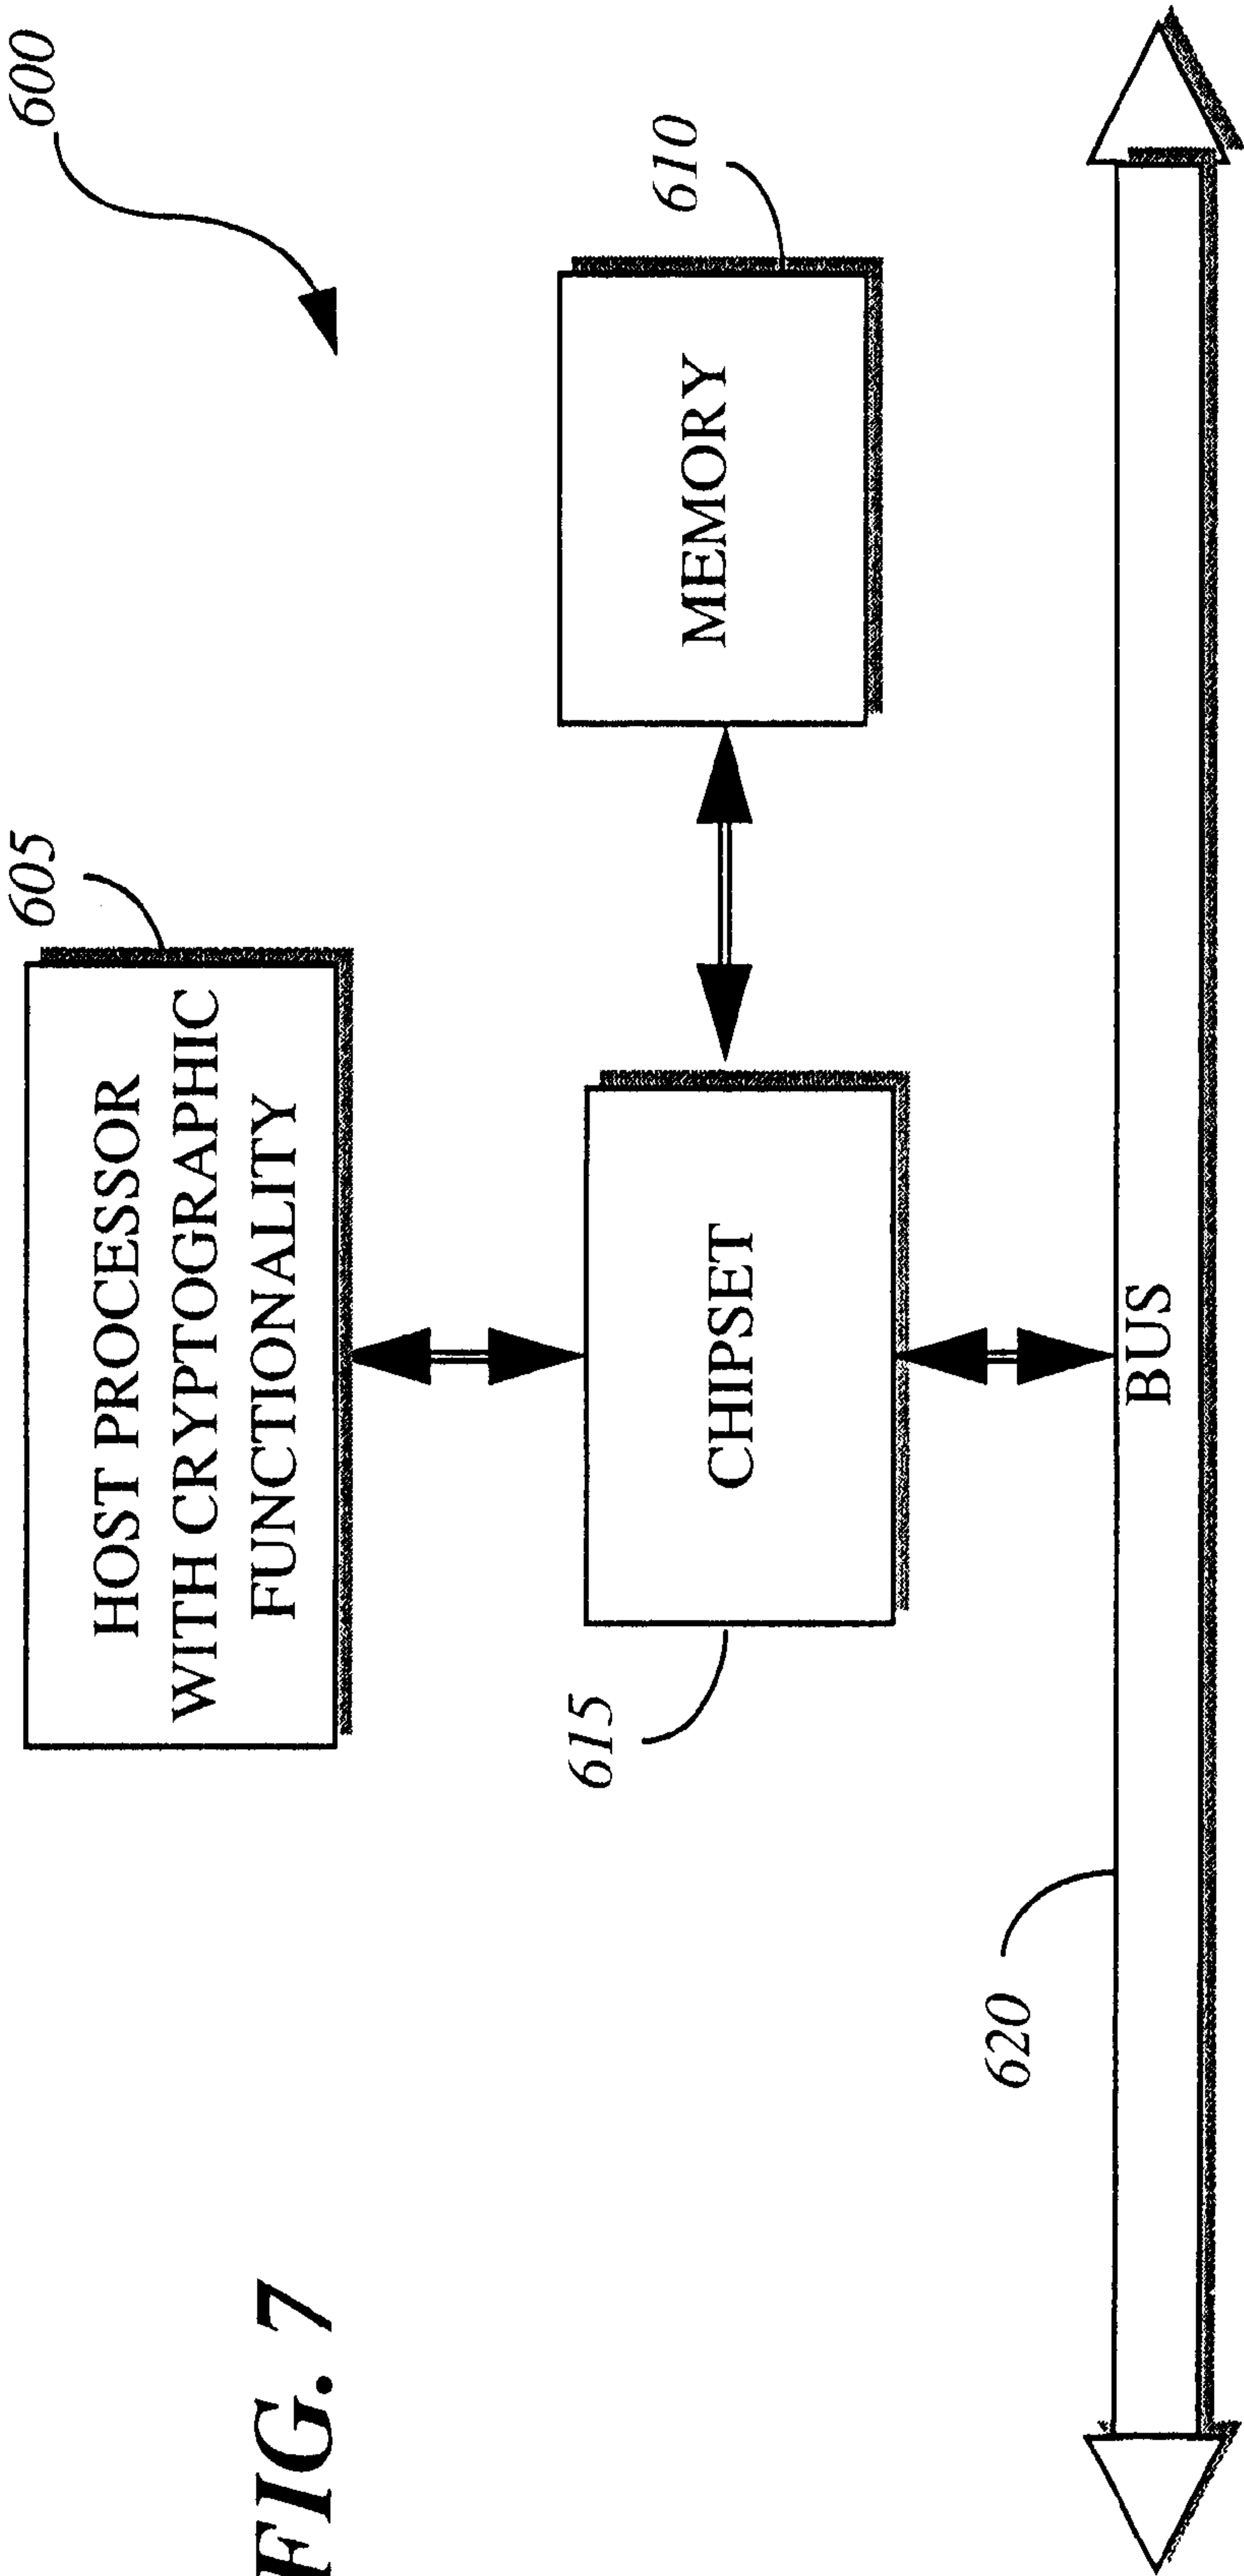 600
605
HOST PROCESSOR
WITH CRYPTOGRAPHIC
FUNCTIONALITY
610
MEMORY
615
CHIPSET
620
BUS
FIG. 7